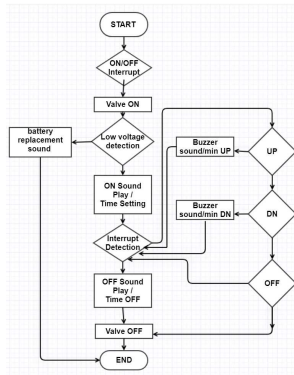 START
ON/OFF
Interrupt
Valve ON
battery
replacement
sound
Low voltage
detection
Buzzer
sound/min UP
UP
ON Sound
Play /
Time Setting
Buzzer
sound/min DN
DN
Interrupt
Detection
OFF Sound
Play /
Time OFF
OFF
Valve OFF
END